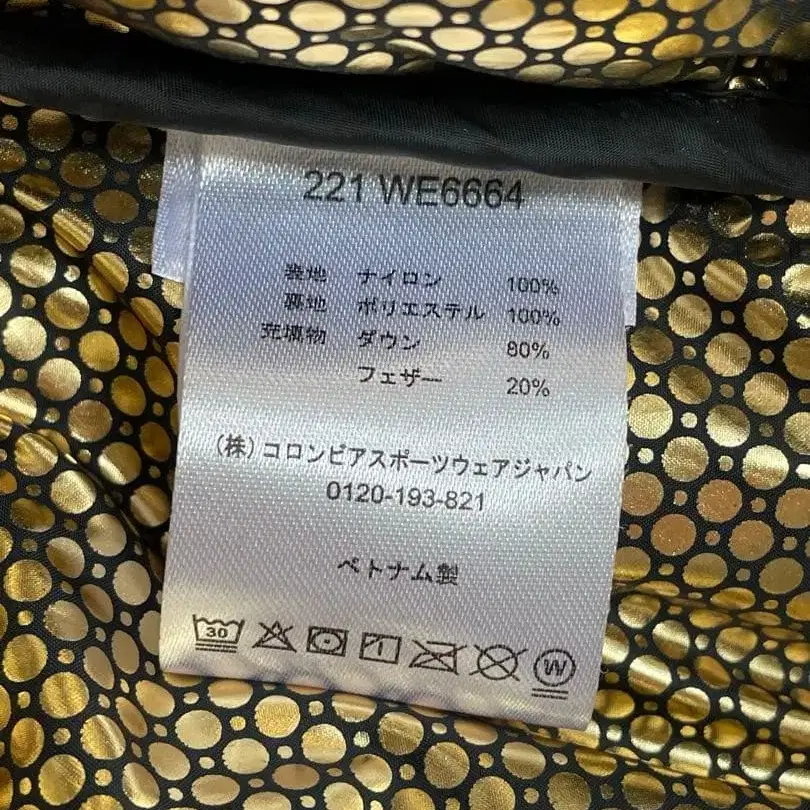 221 WE6664
表地 ナイロン 100%
裏地 ポリエステル 100%
充填物 ダウン 80%
フェザー 20%
(株)コロンビアスポーツウェアジャパン
0120-193-821
ベトナム製
30
W